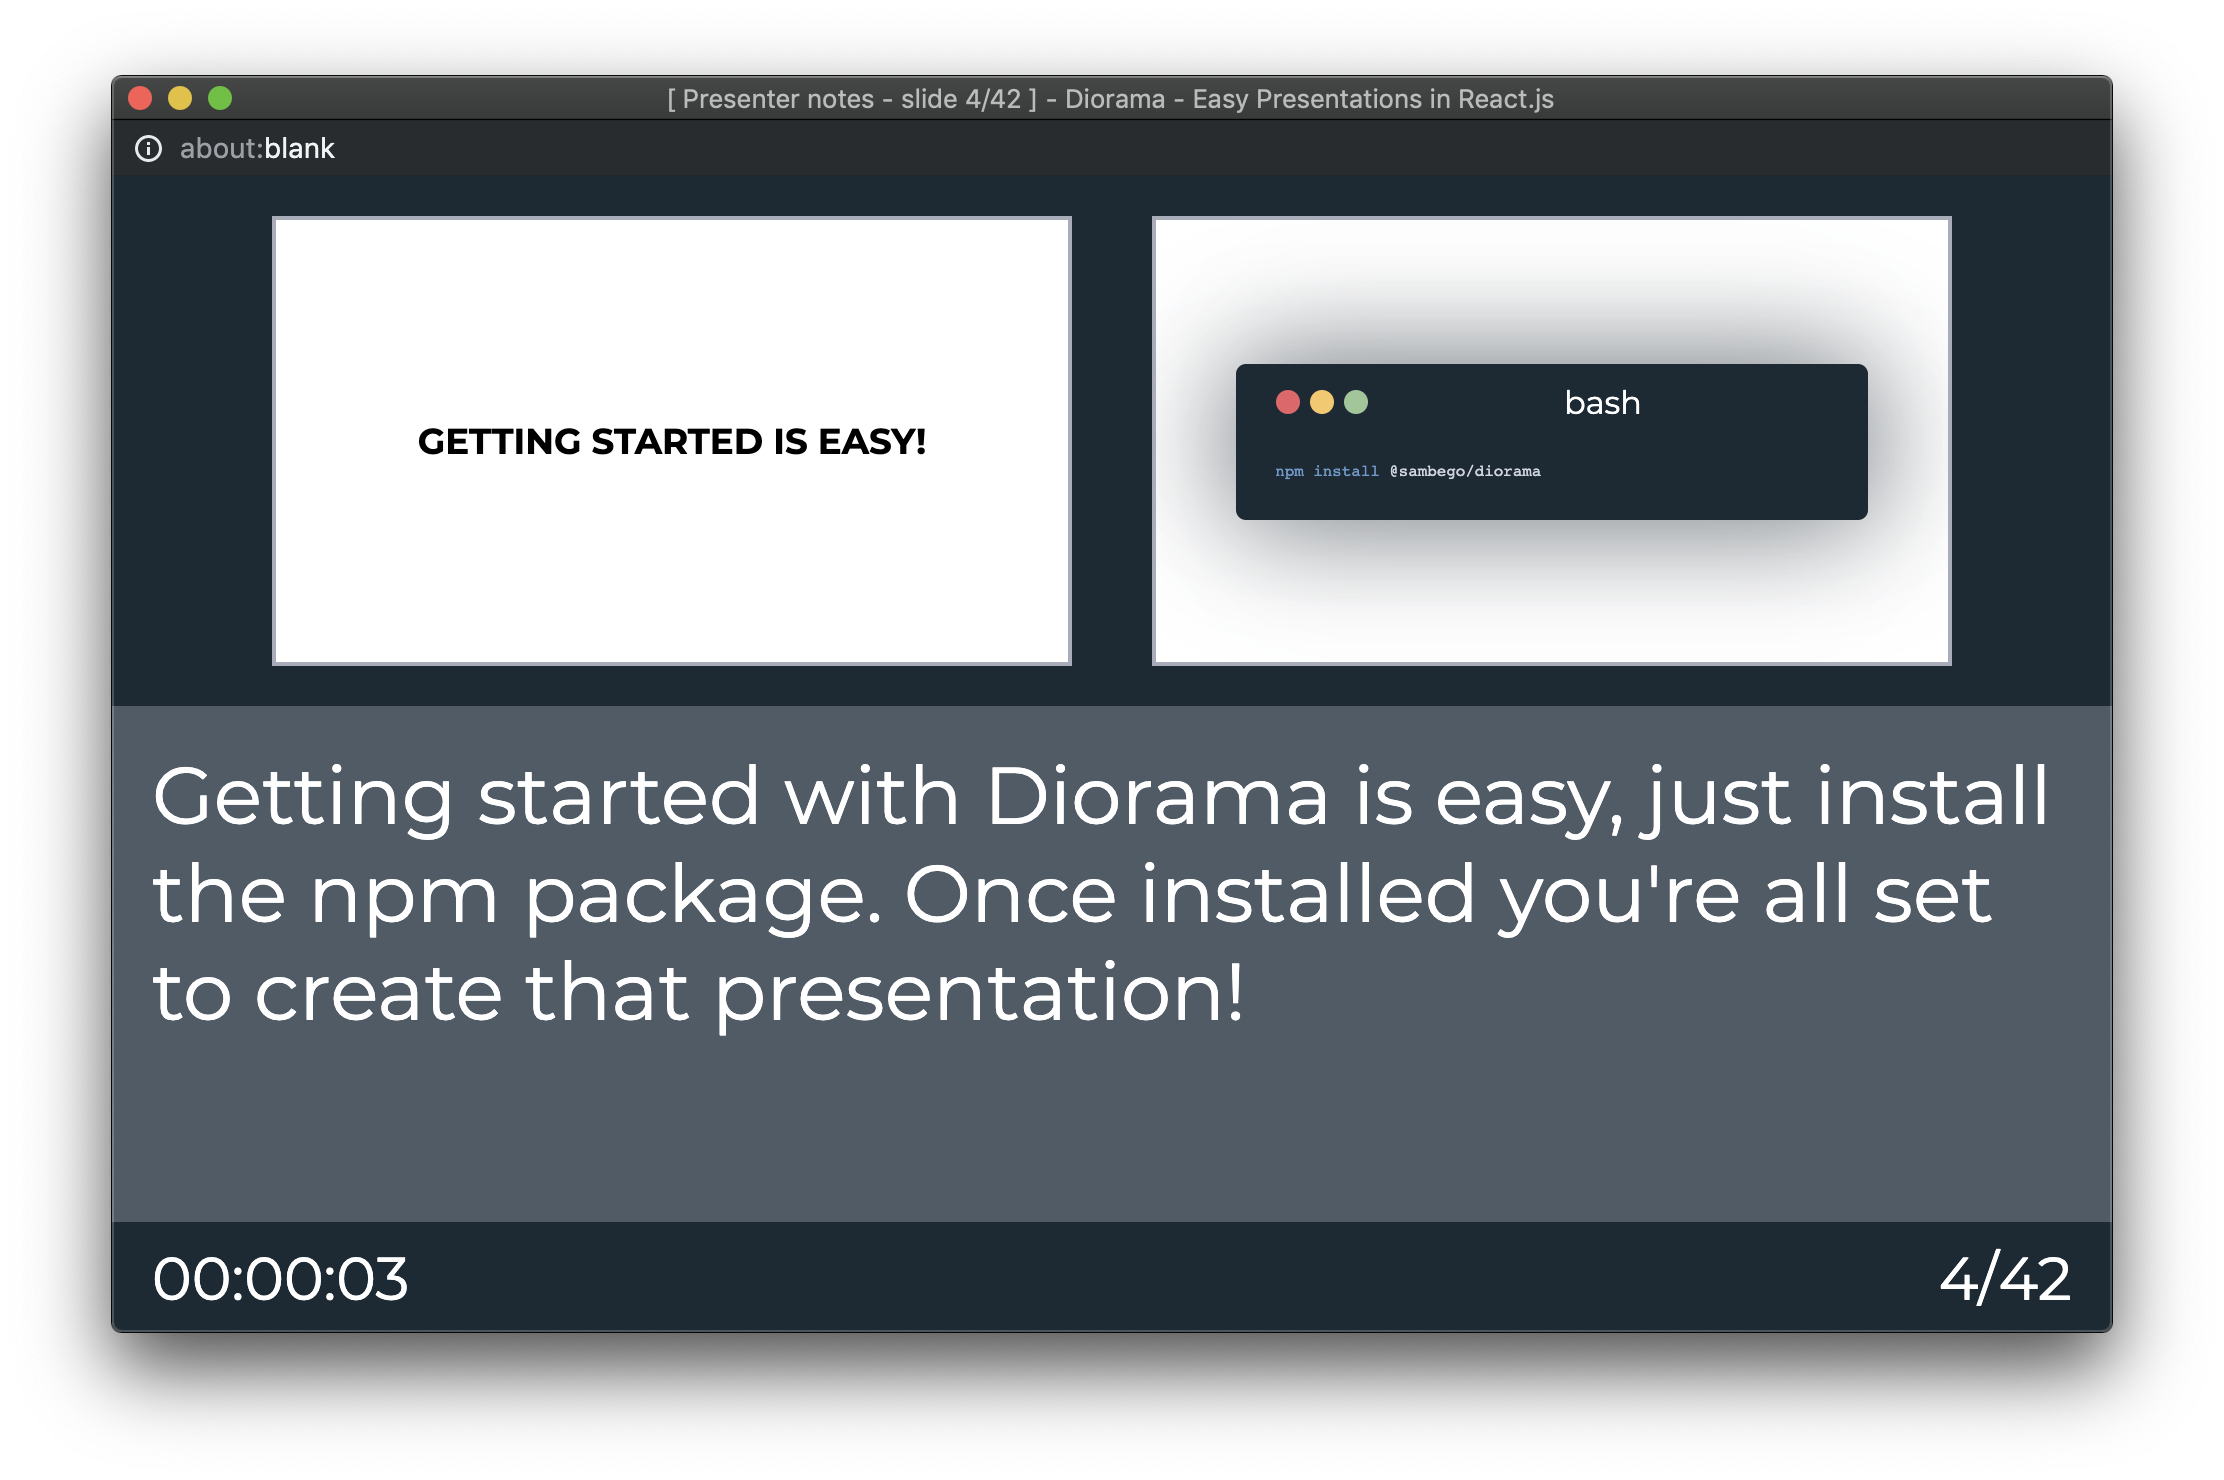 [ Presenter notes - slide 4/42 ] - Diorama - Easy Presentations in React.js
about:blank
GETTING STARTED IS EASY!
bash
npm install @sambego/diorama
Getting started with Diorama is easy, just install
the npm package. Once installed you're all set
to create that presentation!
00:00:03
4/42